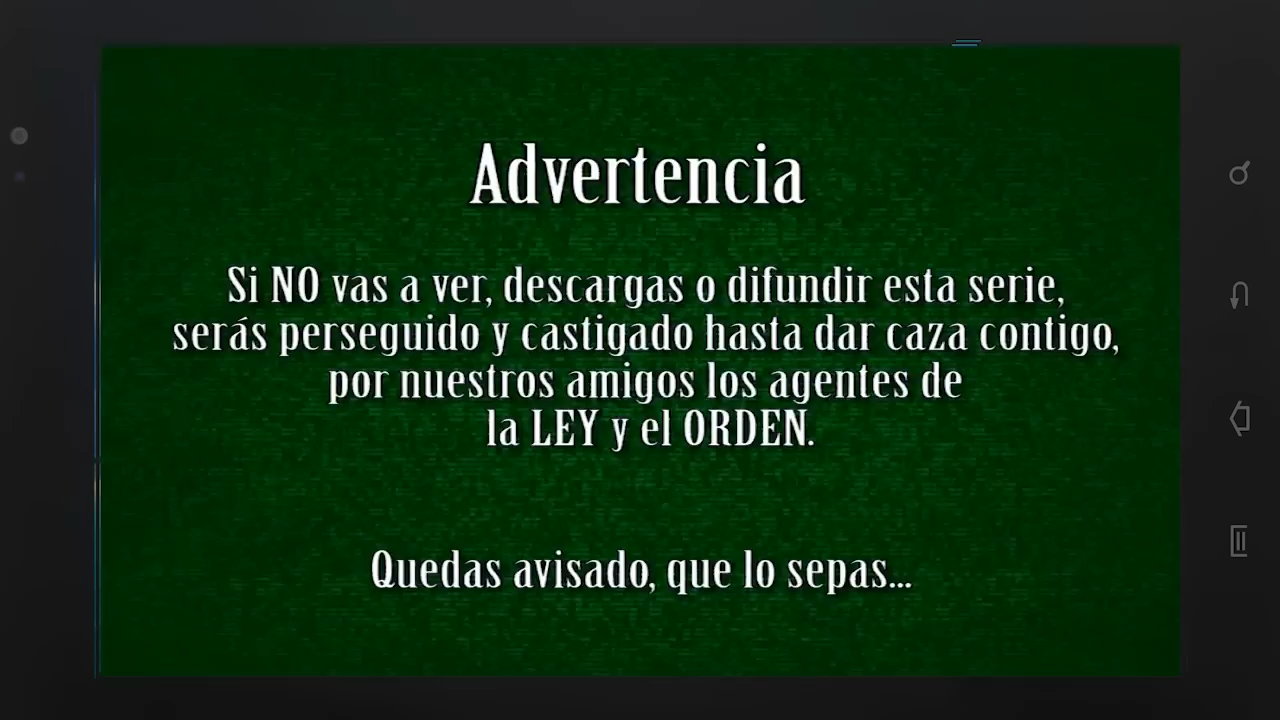 Advertencia
Si NO vas a ver, descargas o difundir esta serie,
serás perseguido y castigado hasta dar caza contigo,
por nuestros amigos los agentes de
la LEY y el ORDEN.
Quedas avisado, que lo sepas...